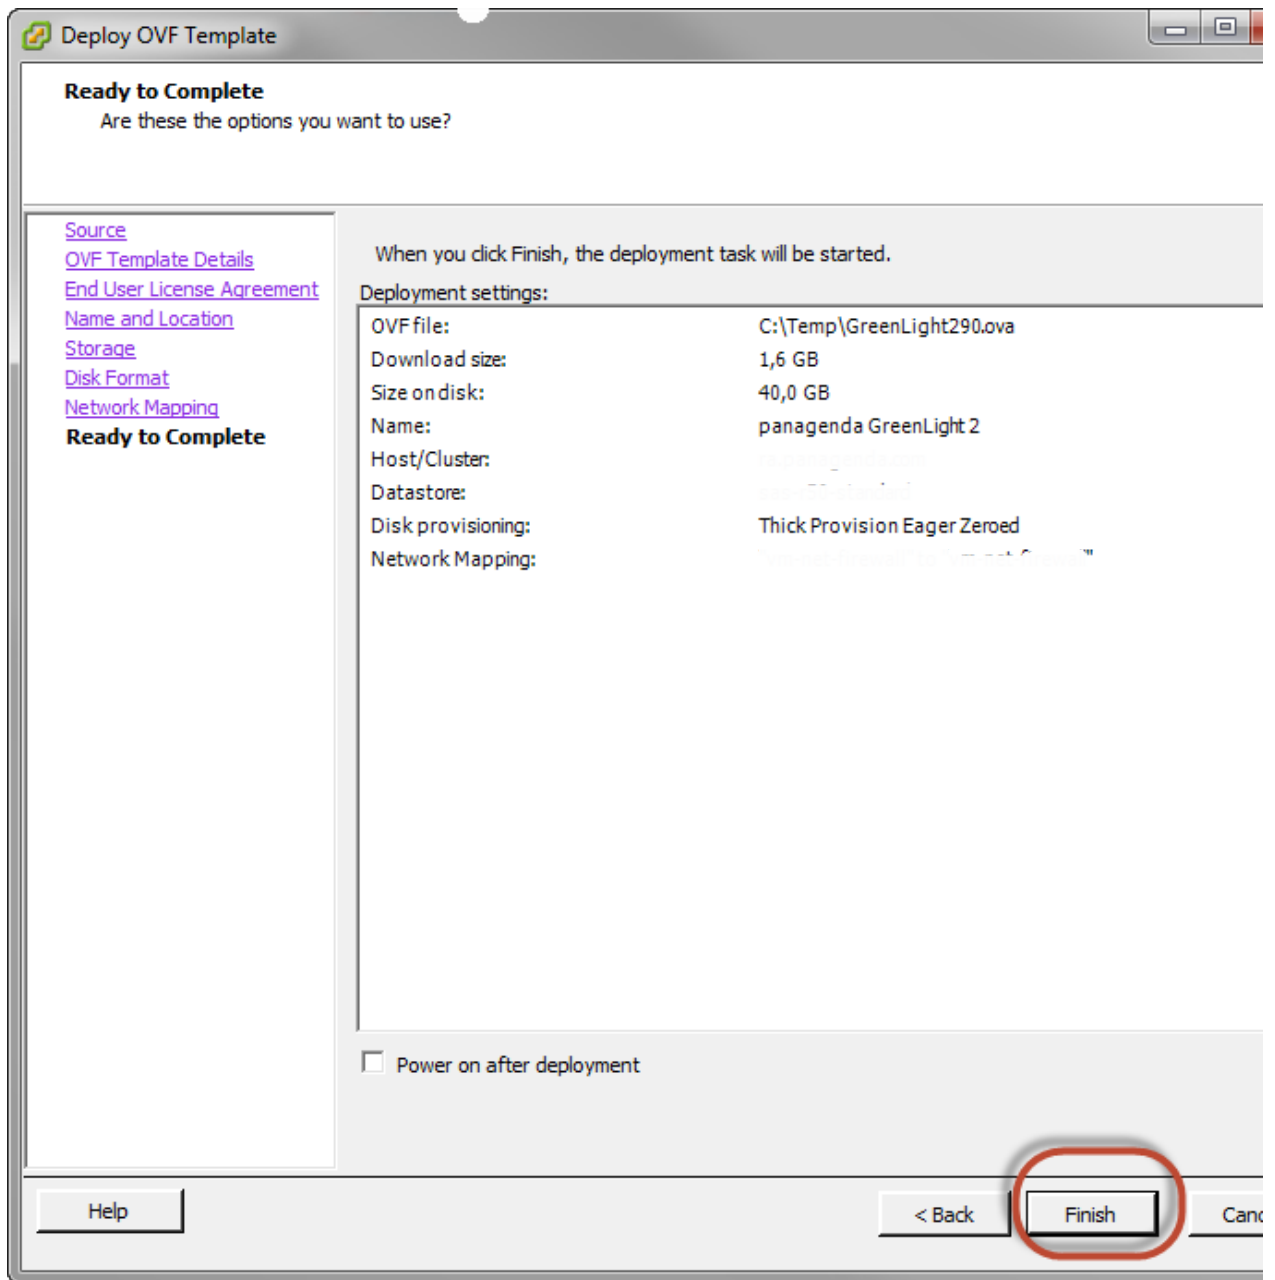 Deploy OVF Template
Ready to Complete
Are these the options you want to use?
Source
OVF Template Details
End User License Agreement
Name and Location
Storage
Disk Format
Network Mapping
Ready to Complete
When you click Finish, the deployment task will be started.
Deployment settings:
OVF file: C:\Temp\GreenLight290.ova
Download size: 1,6 GB
Size on disk: 40,0 GB
Name: panagenda GreenLight 2
Host/Cluster:
Datastore:
Disk provisioning: Thick Provision Eager Zeroed
Network Mapping:
Power on after deployment
Help
< Back
Finish
Canc